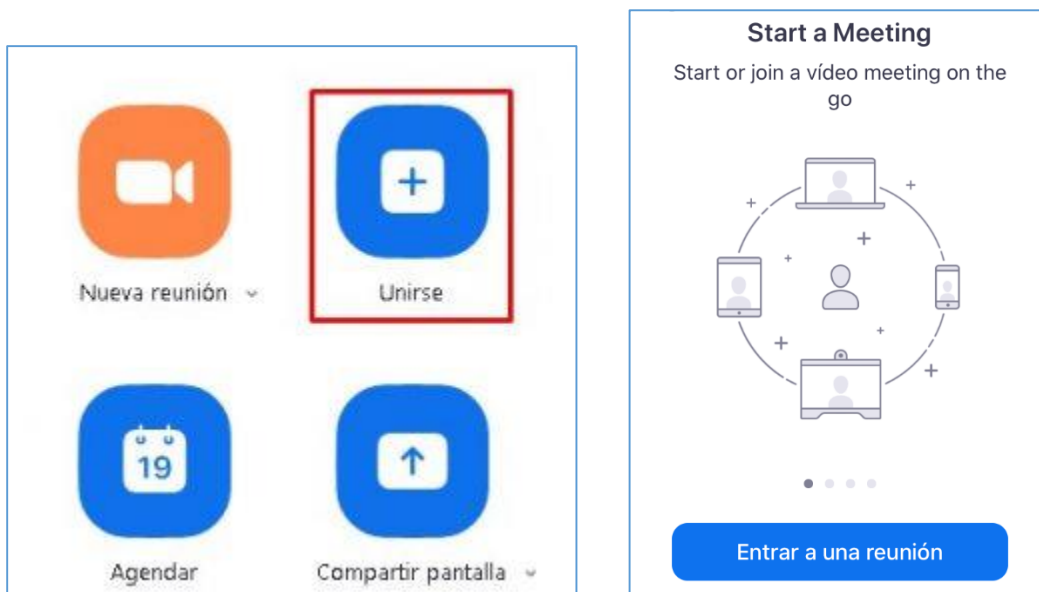 Nueva reunión
Unirse
19
Agendar
Compartir pantalla
Start a Meeting
Start or join a vídeo meeting on the
go
Entrar a una reunión